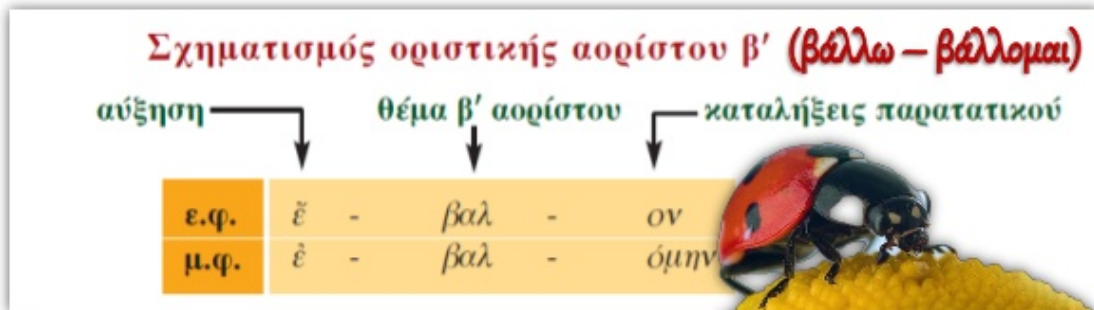 Σχηματισμός οριστικής αορίστου β΄ (βάλλω – βάλλομαι)
αύξηση θέμα β΄ αορίστου καταλήξεις παρατατικού
ε.φ. ἔ - βαλ - ον
μ.φ. ἐ - βαλ - όμην